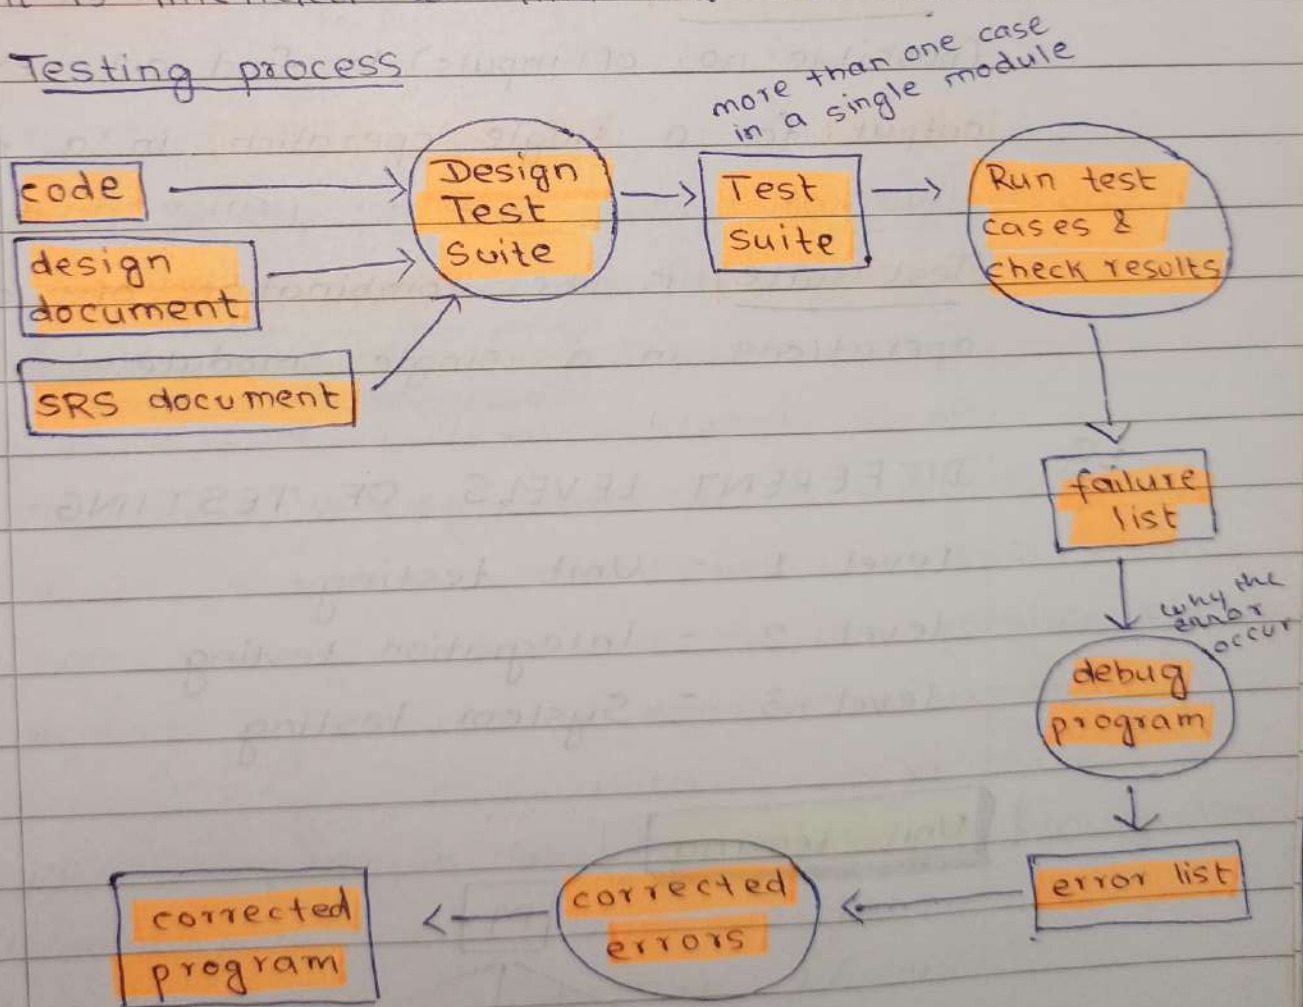 Testing process
more than one case
in a single module
code
design
document
SRS document
Design
Test
Suite
Test
Suite
Run test
cases &
check results
failure
list
why the
error
occur
debug
program
error list
corrected
errors
corrected
program